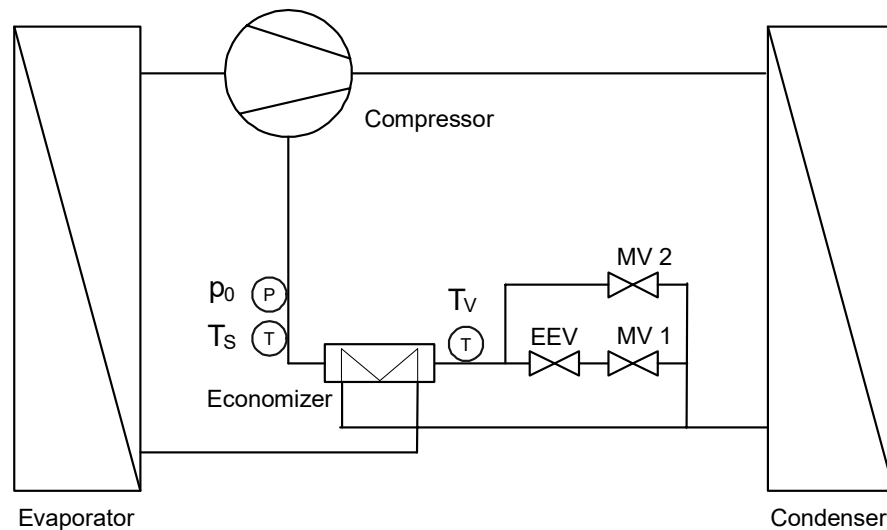 Compressor
MV 2
p0 P
TV
TS T
T
EEV MV 1
Economizer
Evaporator
Condenser